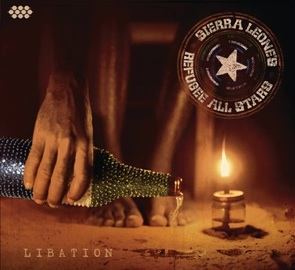 SIERRA LEONE'S
REFUGEE ALL STARS
LIBATION